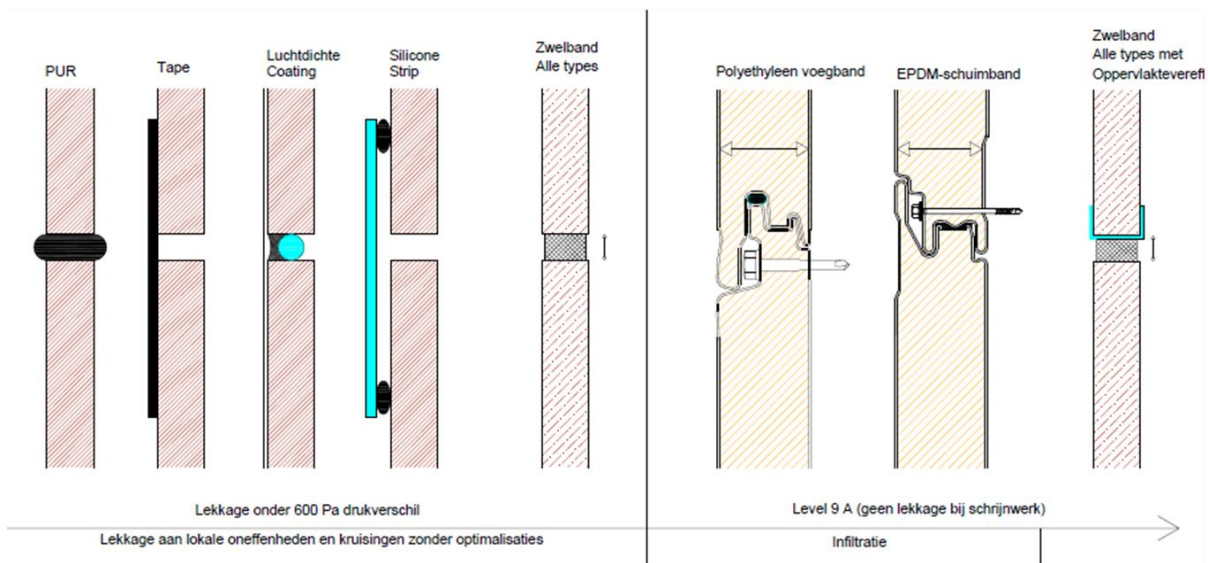 PUR
Tape
Luchtdichte
Coating
Silicone
Strip
Zwelband
Alle types
Polyethyleen voegband
EPDM-schuimband
Zwelband
Alle types met
Oppervlakteverefl
Lekkage onder 600 Pa drukverschil
Level 9 A (geen lekkage bij schrijnwerk)
Lekkage aan lokale oneffenheden en kruisingen zonder optimalisaties
Infiltratie